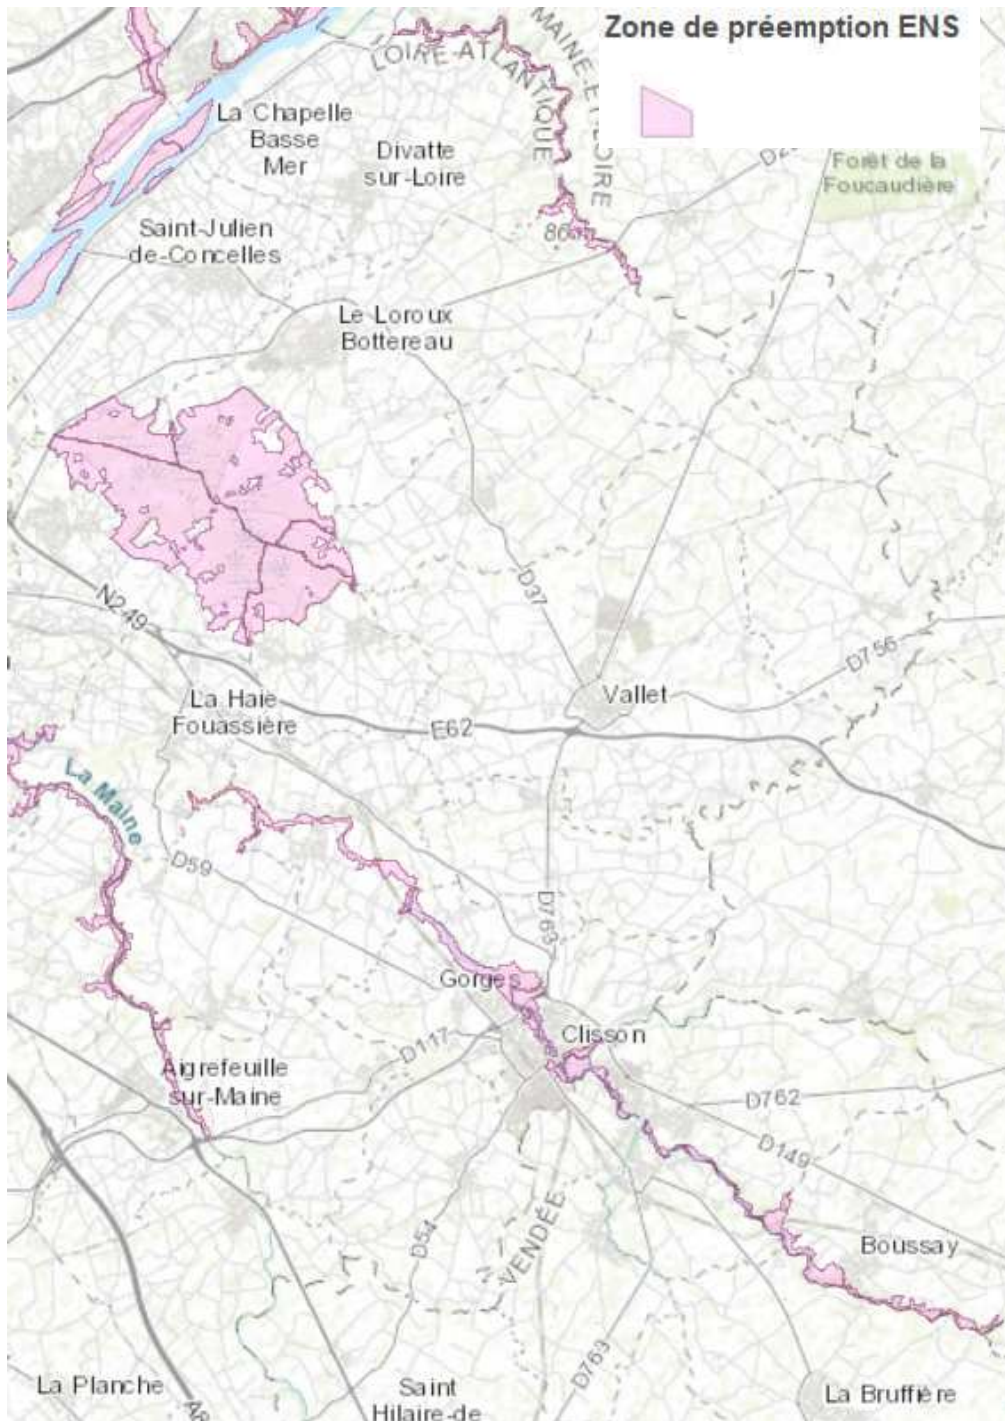 Zone de préemption ENS
MAINE-ET-LOIRE
LOIRE-ATLANTIQUE
La Chapelle
Basse
Mer
Divatte
sur-Loire
Forêt de la
Foucaudière
Saint-Julien
de-Concelles
Le Loroux
Bottereau
D37
N249
D756
La Haie
Fouassière
Vallet
E62
La Maine
D59
D763
Gorges
Clisson
D117
Aigrefeuille
sur-Maine
D762
D149
VENDÉE
D54
Boussay
D763
La Planche
Saint
Hilaire-de
La Bruffière